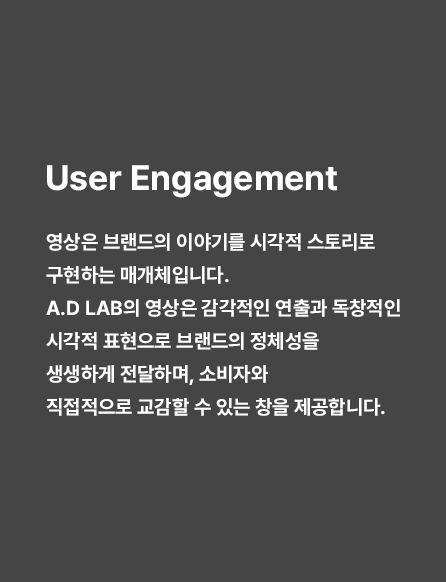 User Engagement
영상은 브랜드의 이야기를 시각적 스토리로
구현하는 매개체입니다.
A.D LAB의 영상은 감각적인 연출과 독창적인
시각적 표현으로 브랜드의 정체성을
생생하게 전달하며, 소비자와
직접적으로 교감할 수 있는 창을 제공합니다.